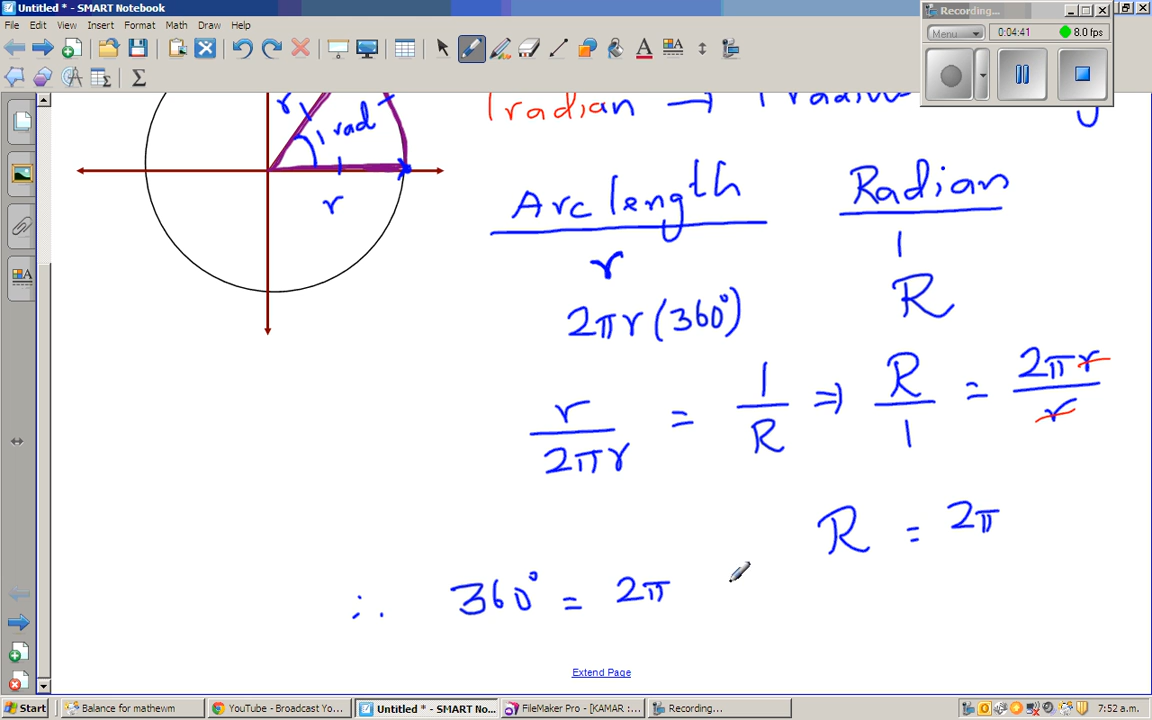 Untitled * - SMART Notebook
File Edit View Insert Format Math Draw Help
Recording...
Menu 0:04:41 8.0 fps
r 1 rad
r
1 radian → 1 radius
Arc length Radian
r 1
2πr (360°) R
r/2πr = 1/R ⇒ R/1 = 2πr/r
R = 2π
∴ 360° = 2π
Extend Page
Start Balance for mathewm YouTube - Broadcast Yo... Untitled * - SMART No... FileMaker Pro - [KAMAR :... Recording... 7:52 a.m.